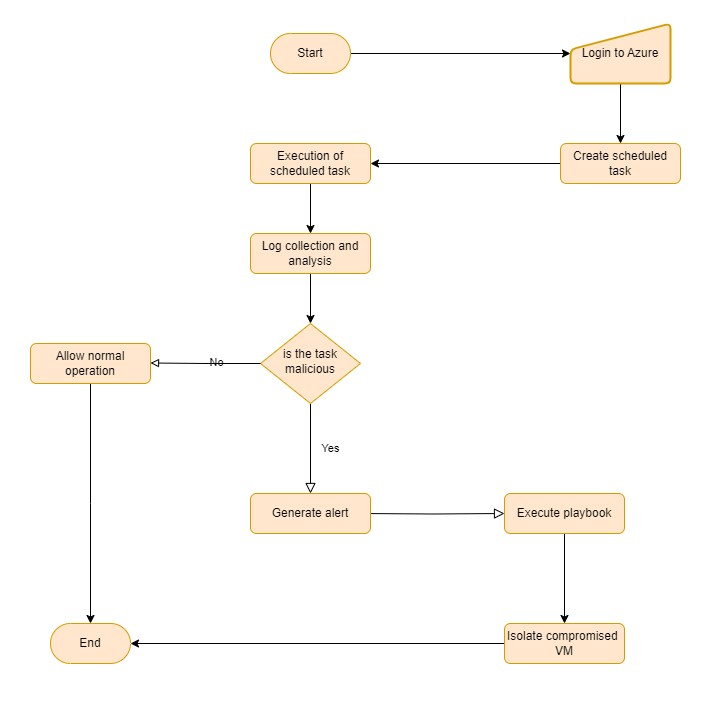 Start
Login to Azure
Create scheduled
task
Execution of
scheduled task
Log collection and
analysis
is the task
malicious
No
Allow normal
operation
Yes
Generate alert
Execute playbook
Isolate compromised
VM
End